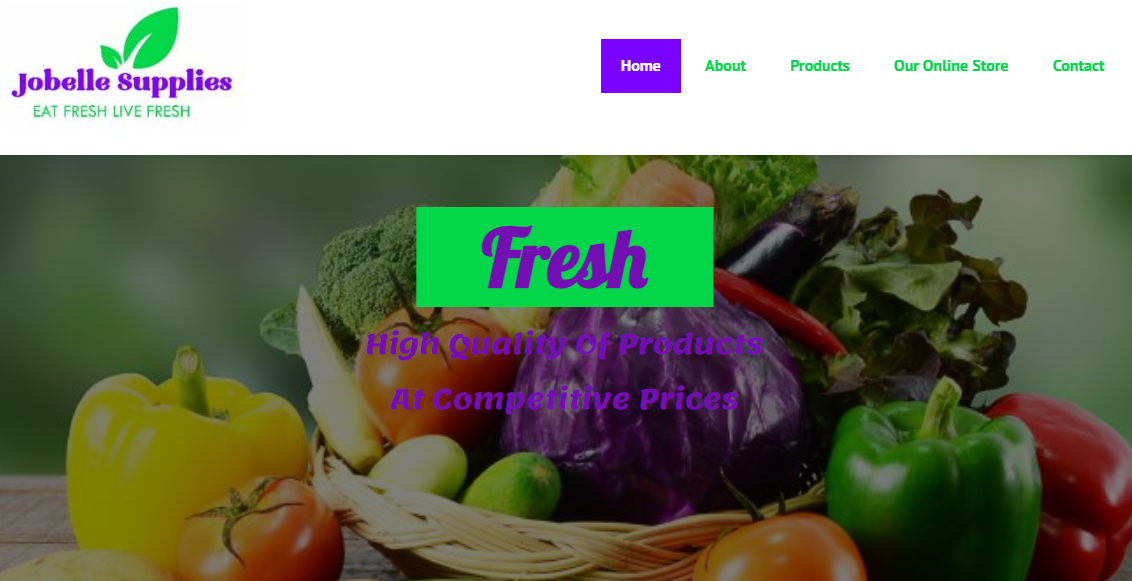 Jobelle Supplies
EAT FRESH LIVE FRESH
Home About Products Our Online Store Contact
Fresh
High Quality Of Products
At Competitive Prices